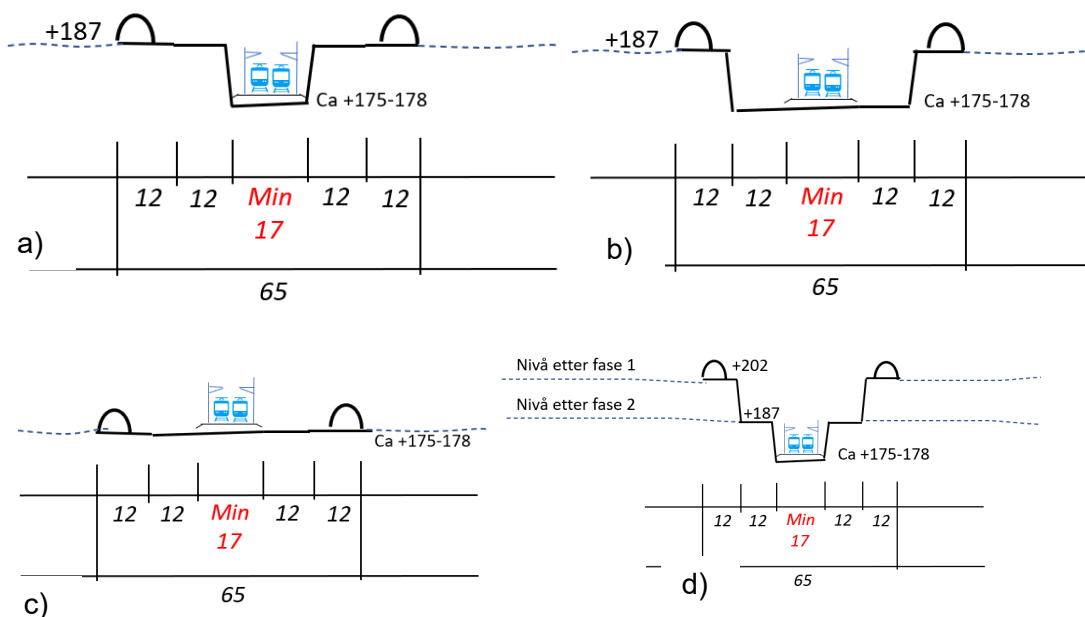 +187
Ca +175-178
12 12 Min 12 12
17
65
a)
+187
Ca +175-178
12 12 Min 12 12
17
65
b)
Ca +175-178
12 12 Min 12 12
17
65
c)
Nivå etter fase 1
+202
Nivå etter fase 2
+187
Ca +175-178
12 12 Min 12 12
17
65
d)